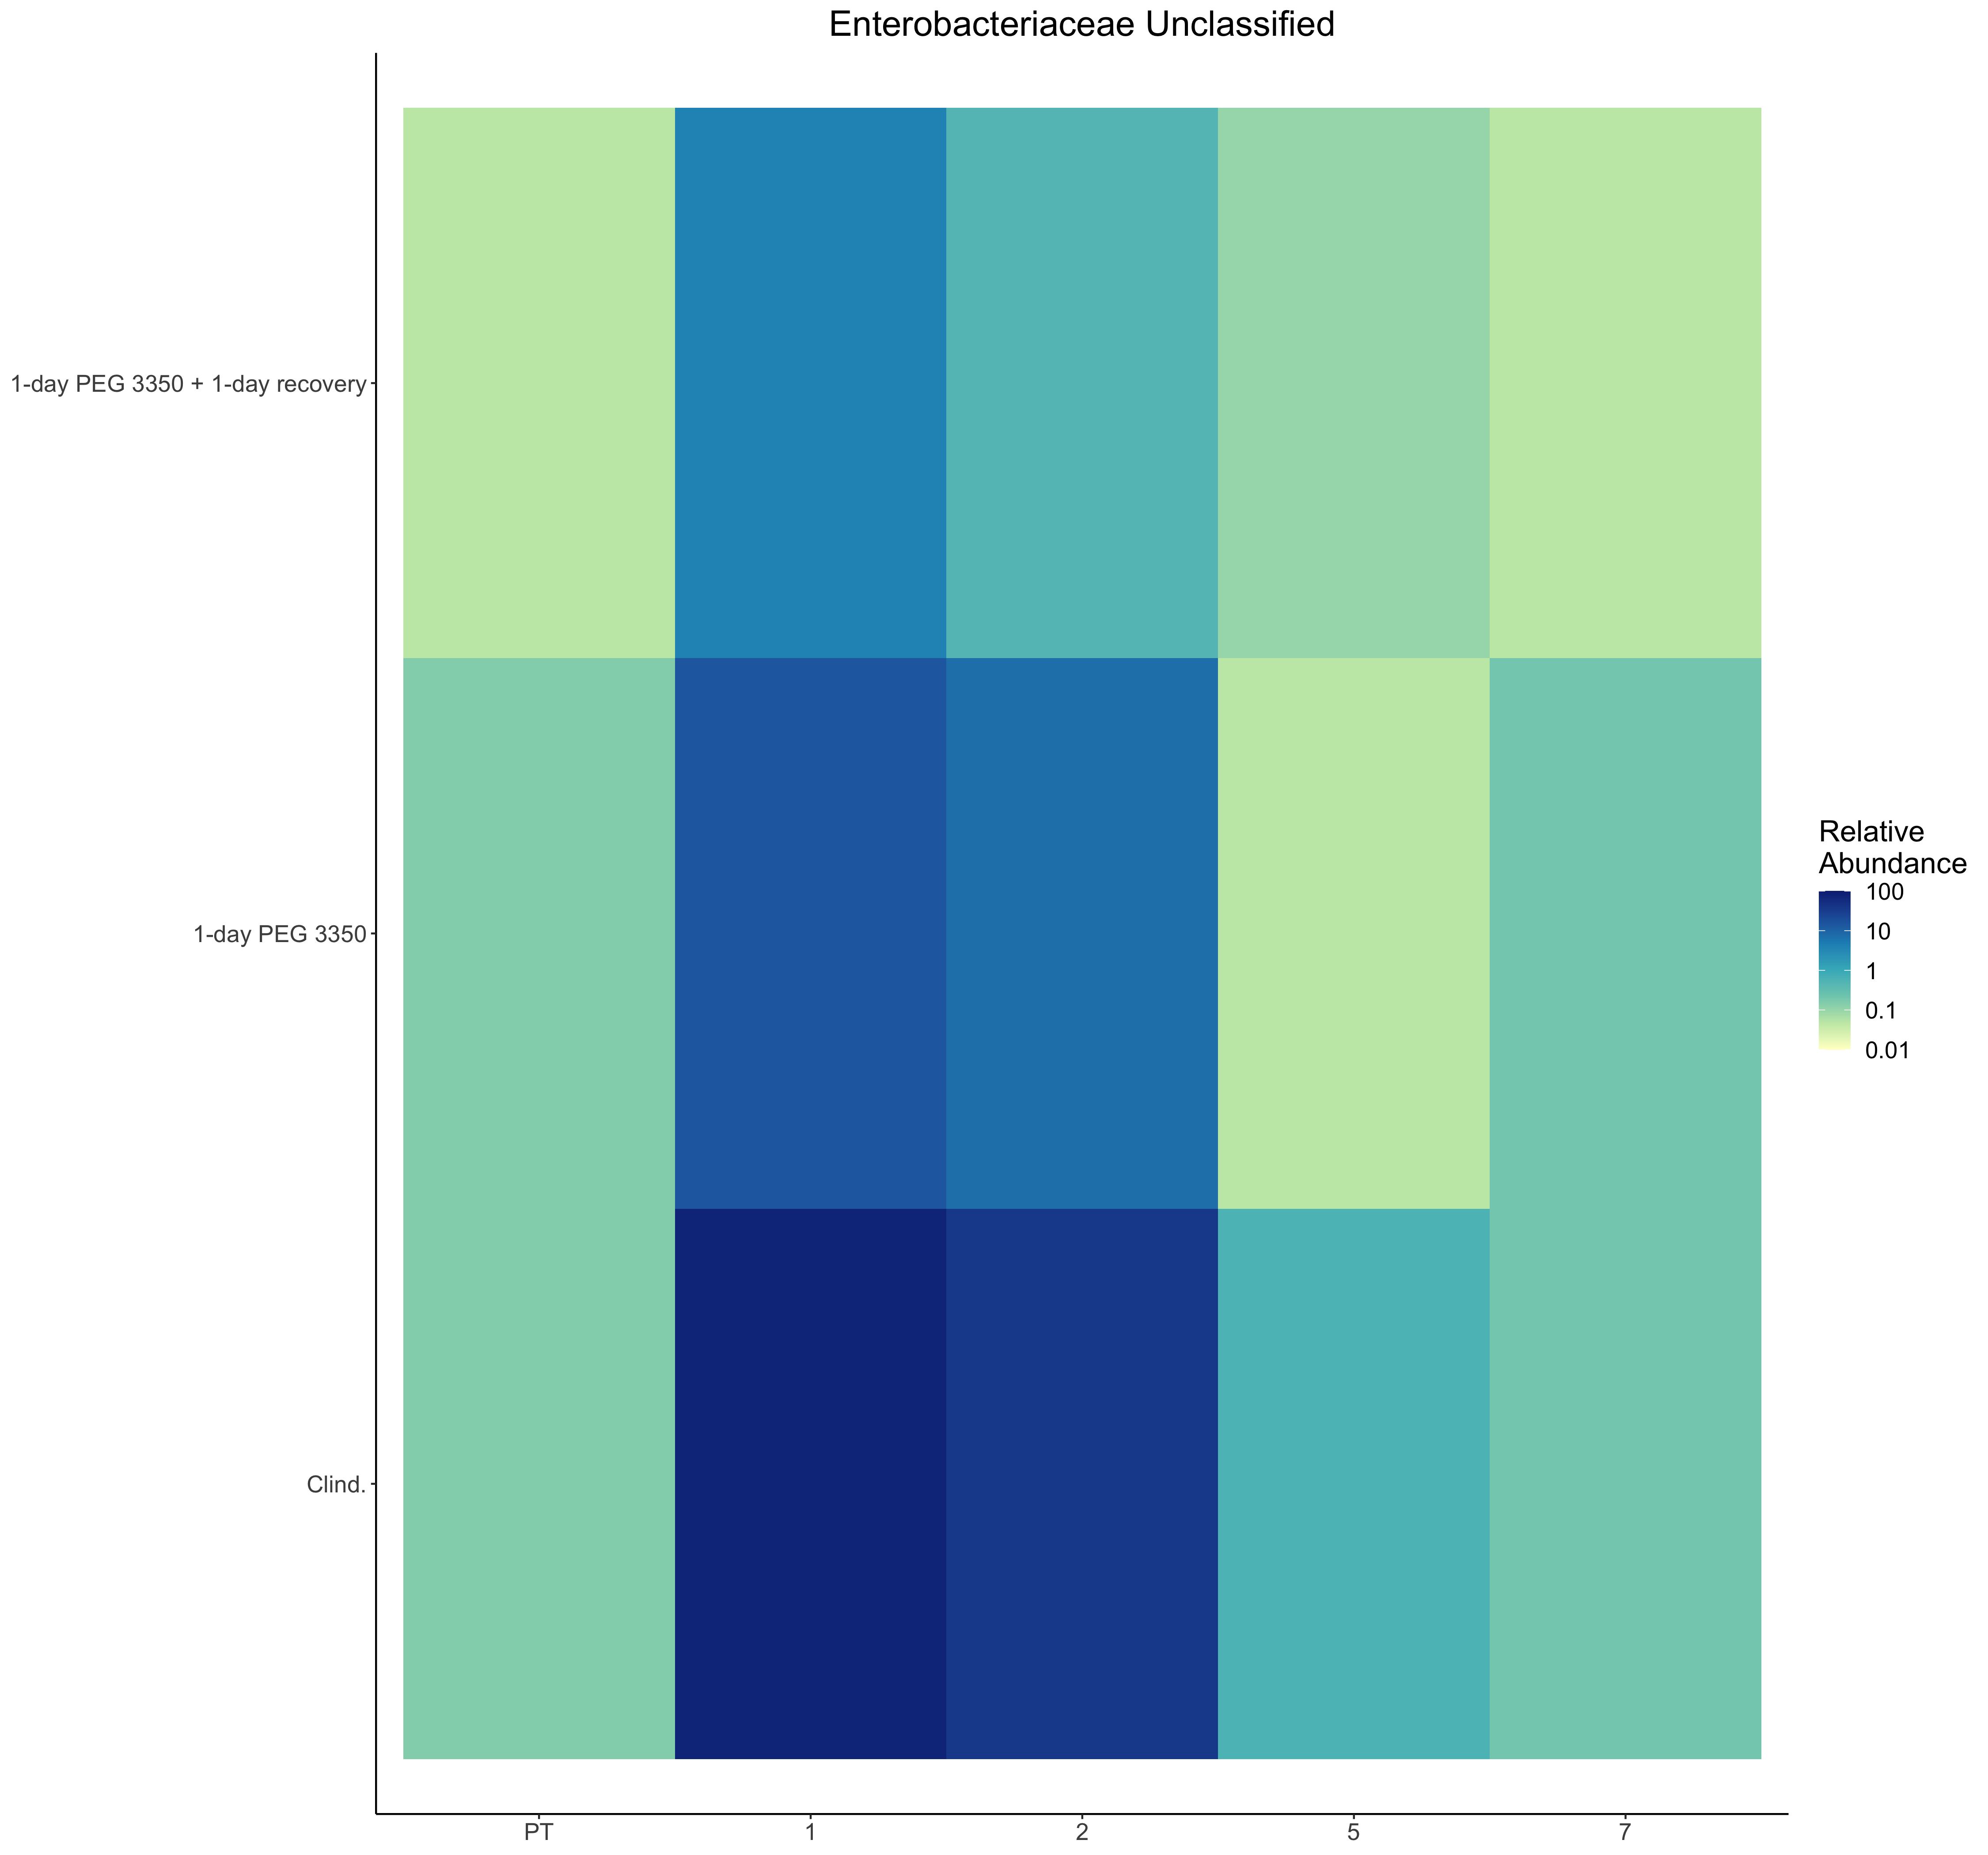 Enterobacteriaceae Unclassified
1-day PEG 3350 + 1-day recovery
1-day PEG 3350
Clind.
PT
1
2
5
7
Relative
Abundance
100
10
1
0.1
0.01